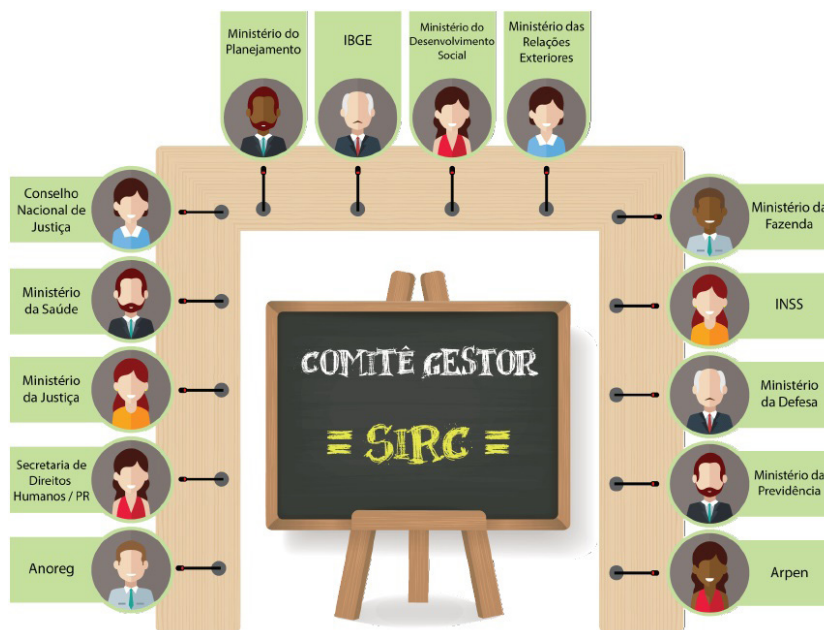 Ministério do
Planejamento
IBGE
Ministério do
Desenvolvimento
Social
Ministério das
Relações
Exteriores
Conselho
Nacional de
Justiça
Ministério
da Saúde
Ministério
da Justiça
Secretaria de
Direitos
Humanos / PR
Anoreg
COMITÊ GESTOR
= SIRC =
Ministério da
Fazenda
INSS
Ministério
da Defesa
Ministério da
Previdência
Arpen